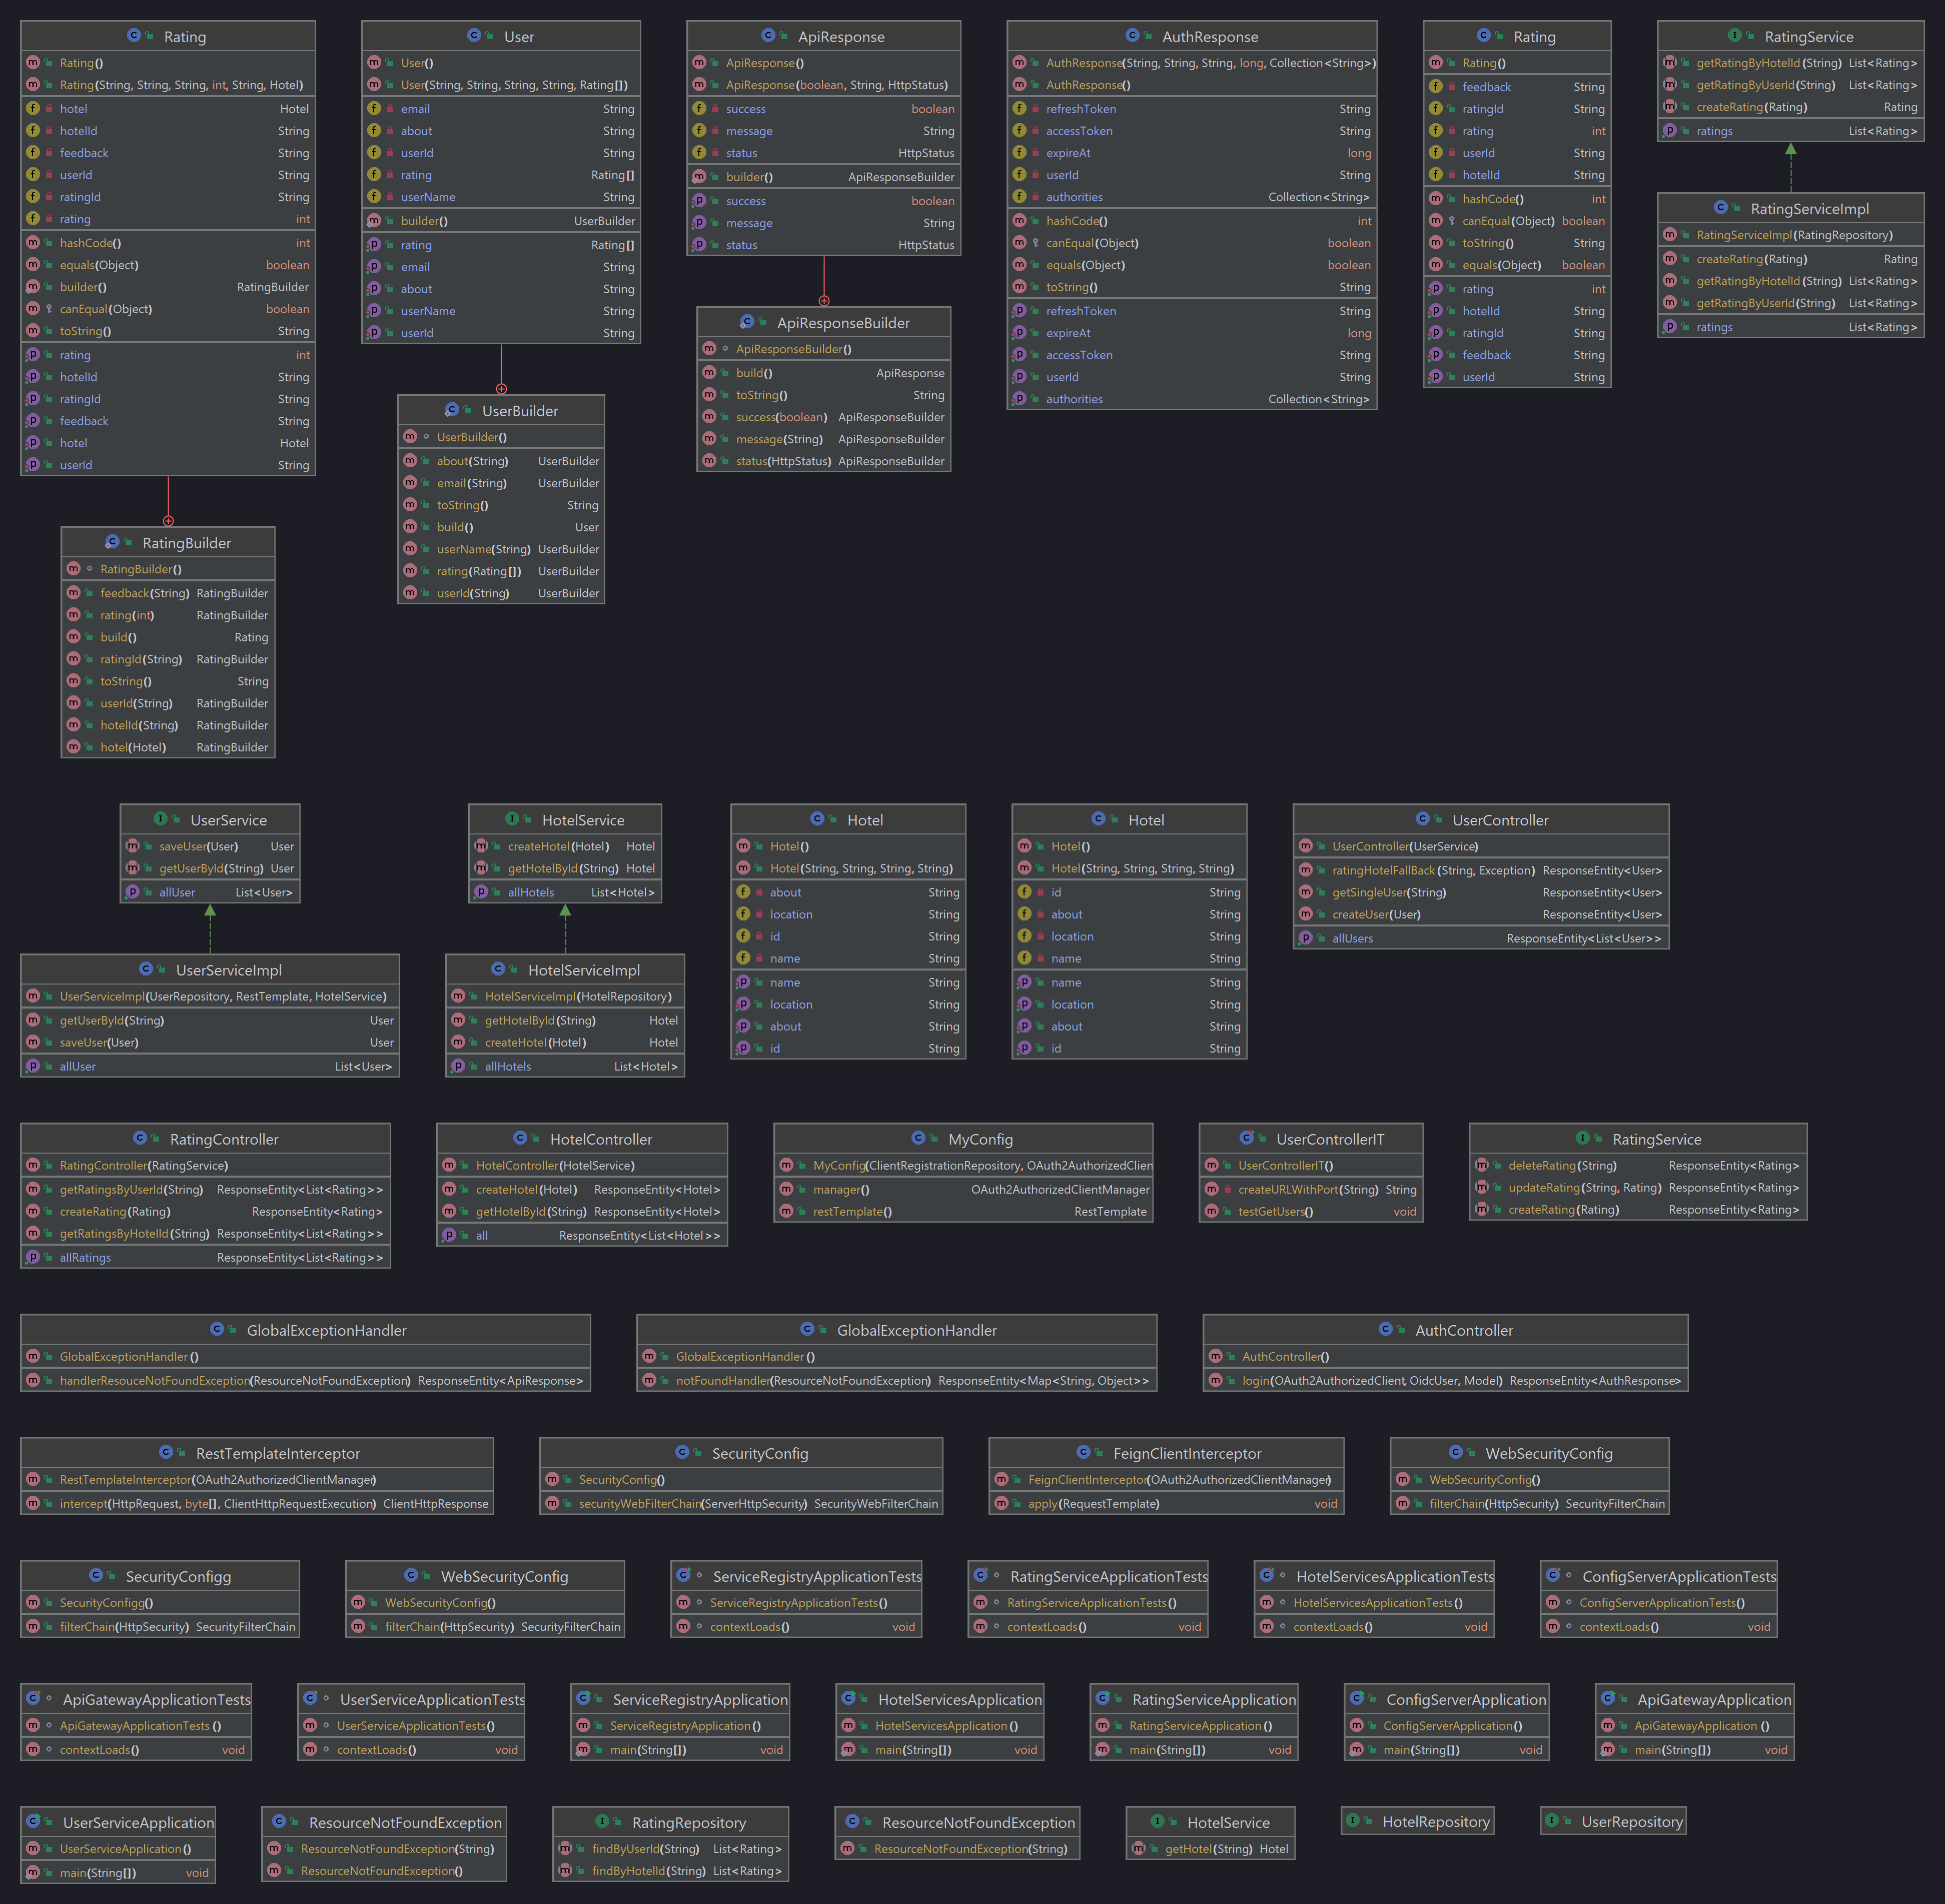 Rating
Rating()
Rating(String, String, String, int, String, Hotel)
hotel Hotel
hotelId String
feedback String
userId String
ratingId String
rating int
hashCode() int
equals(Object) boolean
builder() RatingBuilder
canEqual(Object) boolean
toString() String
rating int
hotelId String
ratingId String
feedback String
hotel Hotel
userId String
RatingBuilder
RatingBuilder()
feedback(String) RatingBuilder
rating(int) RatingBuilder
build() Rating
ratingId(String) RatingBuilder
toString() String
userId(String) RatingBuilder
hotelId(String) RatingBuilder
hotel(Hotel) RatingBuilder
User
User()
User(String, String, String, String, Rating[])
email String
about String
userId String
rating Rating[]
userName String
builder() UserBuilder
rating Rating[]
email String
about String
userName String
userId String
UserBuilder
UserBuilder()
about(String) UserBuilder
email(String) UserBuilder
toString() String
build() User
userName(String) UserBuilder
rating(Rating[]) UserBuilder
userId(String) UserBuilder
ApiResponse
ApiResponse()
ApiResponse(boolean, String, HttpStatus)
success boolean
message String
status HttpStatus
builder() ApiResponseBuilder
success boolean
message String
status HttpStatus
ApiResponseBuilder
ApiResponseBuilder()
build() ApiResponse
toString() String
success(boolean) ApiResponseBuilder
message(String) ApiResponseBuilder
status(HttpStatus) ApiResponseBuilder
AuthResponse
AuthResponse(String, String, String, long, Collection<String>)
AuthResponse()
refreshToken String
accessToken String
expireAt long
userId String
authorities Collection<String>
hashCode() int
canEqual(Object) boolean
equals(Object) boolean
toString() String
refreshToken String
expireAt long
accessToken String
userId String
authorities Collection<String>
Rating
Rating()
feedback String
ratingId String
rating int
userId String
hotelId String
hashCode() int
canEqual(Object) boolean
toString() String
equals(Object) boolean
rating int
hotelId String
ratingId String
feedback String
userId String
RatingService
getRatingByHotelId(String) List<Rating>
getRatingByUserId(String) List<Rating>
createRating(Rating) Rating
ratings List<Rating>
RatingServiceImpl
RatingServiceImpl(RatingRepository)
createRating(Rating) Rating
getRatingByHotelId(String) List<Rating>
getRatingByUserId(String) List<Rating>
ratings List<Rating>
UserService
saveUser(User) User
getUserById(String) User
allUser List<User>
UserServiceImpl
UserServiceImpl(UserRepository, RestTemplate, HotelService)
getUserById(String) User
saveUser(User) User
allUser List<User>
HotelService
createHotel(Hotel) Hotel
getHotelById(String) Hotel
allHotels List<Hotel>
HotelServiceImpl
HotelServiceImpl(HotelRepository)
getHotelById(String) Hotel
createHotel(Hotel) Hotel
allHotels List<Hotel>
Hotel
Hotel()
Hotel(String, String, String, String)
about String
location String
id String
name String
name String
location String
about String
id String
Hotel
Hotel()
Hotel(String, String, String, String)
id String
about String
location String
name String
name String
location String
about String
id String
UserController
UserController(UserService)
ratingHotelFallBack(String, Exception) ResponseEntity<User>
getSingleUser(String) ResponseEntity<User>
createUser(User) ResponseEntity<User>
allUsers ResponseEntity<List<User>>
RatingController
RatingController(RatingService)
getRatingsByUserId(String) ResponseEntity<List<Rating>>
createRating(Rating) ResponseEntity<Rating>
getRatingsByHotelId(String) ResponseEntity<List<Rating>>
allRatings ResponseEntity<List<Rating>>
HotelController
HotelController(HotelService)
createHotel(Hotel) ResponseEntity<Hotel>
getHotelById(String) ResponseEntity<Hotel>
all ResponseEntity<List<Hotel>>
MyConfig
MyConfig(ClientRegistrationRepository, OAuth2AuthorizedClien
manager() OAuth2AuthorizedClientManager
restTemplate() RestTemplate
UserControllerIT
UserControllerIT()
createURLWithPort(String) String
testGetUsers() void
RatingService
deleteRating(String) ResponseEntity<Rating>
updateRating(String, Rating) ResponseEntity<Rating>
createRating(Rating) ResponseEntity<Rating>
GlobalExceptionHandler
GlobalExceptionHandler()
handlerResouceNotFoundException(ResourceNotFoundException) ResponseEntity<ApiResponse>
GlobalExceptionHandler
GlobalExceptionHandler()
notFoundHandler(ResourceNotFoundException) ResponseEntity<Map<String, Object>>
AuthController
AuthController()
login(OAuth2AuthorizedClient, OidcUser, Model) ResponseEntity<AuthResponse>
RestTemplateInterceptor
RestTemplateInterceptor(OAuth2AuthorizedClientManager)
intercept(HttpRequest, byte[], ClientHttpRequestExecution) ClientHttpResponse
SecurityConfig
SecurityConfig()
securityWebFilterChain(ServerHttpSecurity) SecurityWebFilterChain
FeignClientInterceptor
FeignClientInterceptor(OAuth2AuthorizedClientManager)
apply(RequestTemplate) void
WebSecurityConfig
WebSecurityConfig()
filterChain(HttpSecurity) SecurityFilterChain
SecurityConfigg
SecurityConfigg()
filterChain(HttpSecurity) SecurityFilterChain
WebSecurityConfig
WebSecurityConfig()
filterChain(HttpSecurity) SecurityFilterChain
ServiceRegistryApplicationTests
ServiceRegistryApplicationTests()
contextLoads() void
RatingServiceApplicationTests
RatingServiceApplicationTests()
contextLoads() void
HotelServicesApplicationTests
HotelServicesApplicationTests()
contextLoads() void
ConfigServerApplicationTests
ConfigServerApplicationTests()
contextLoads() void
ApiGatewayApplicationTests
ApiGatewayApplicationTests()
contextLoads() void
UserServiceApplicationTests
UserServiceApplicationTests()
contextLoads() void
ServiceRegistryApplication
ServiceRegistryApplication()
main(String[]) void
HotelServicesApplication
HotelServicesApplication()
main(String[]) void
RatingServiceApplication
RatingServiceApplication()
main(String[]) void
ConfigServerApplication
ConfigServerApplication()
main(String[]) void
ApiGatewayApplication
ApiGatewayApplication()
main(String[]) void
UserServiceApplication
UserServiceApplication()
main(String[]) void
ResourceNotFoundException
ResourceNotFoundException(String)
ResourceNotFoundException()
RatingRepository
findByUserId(String) List<Rating>
findByHotelId(String) List<Rating>
ResourceNotFoundException
ResourceNotFoundException(String)
HotelService
getHotel(String) Hotel
HotelRepository
UserRepository